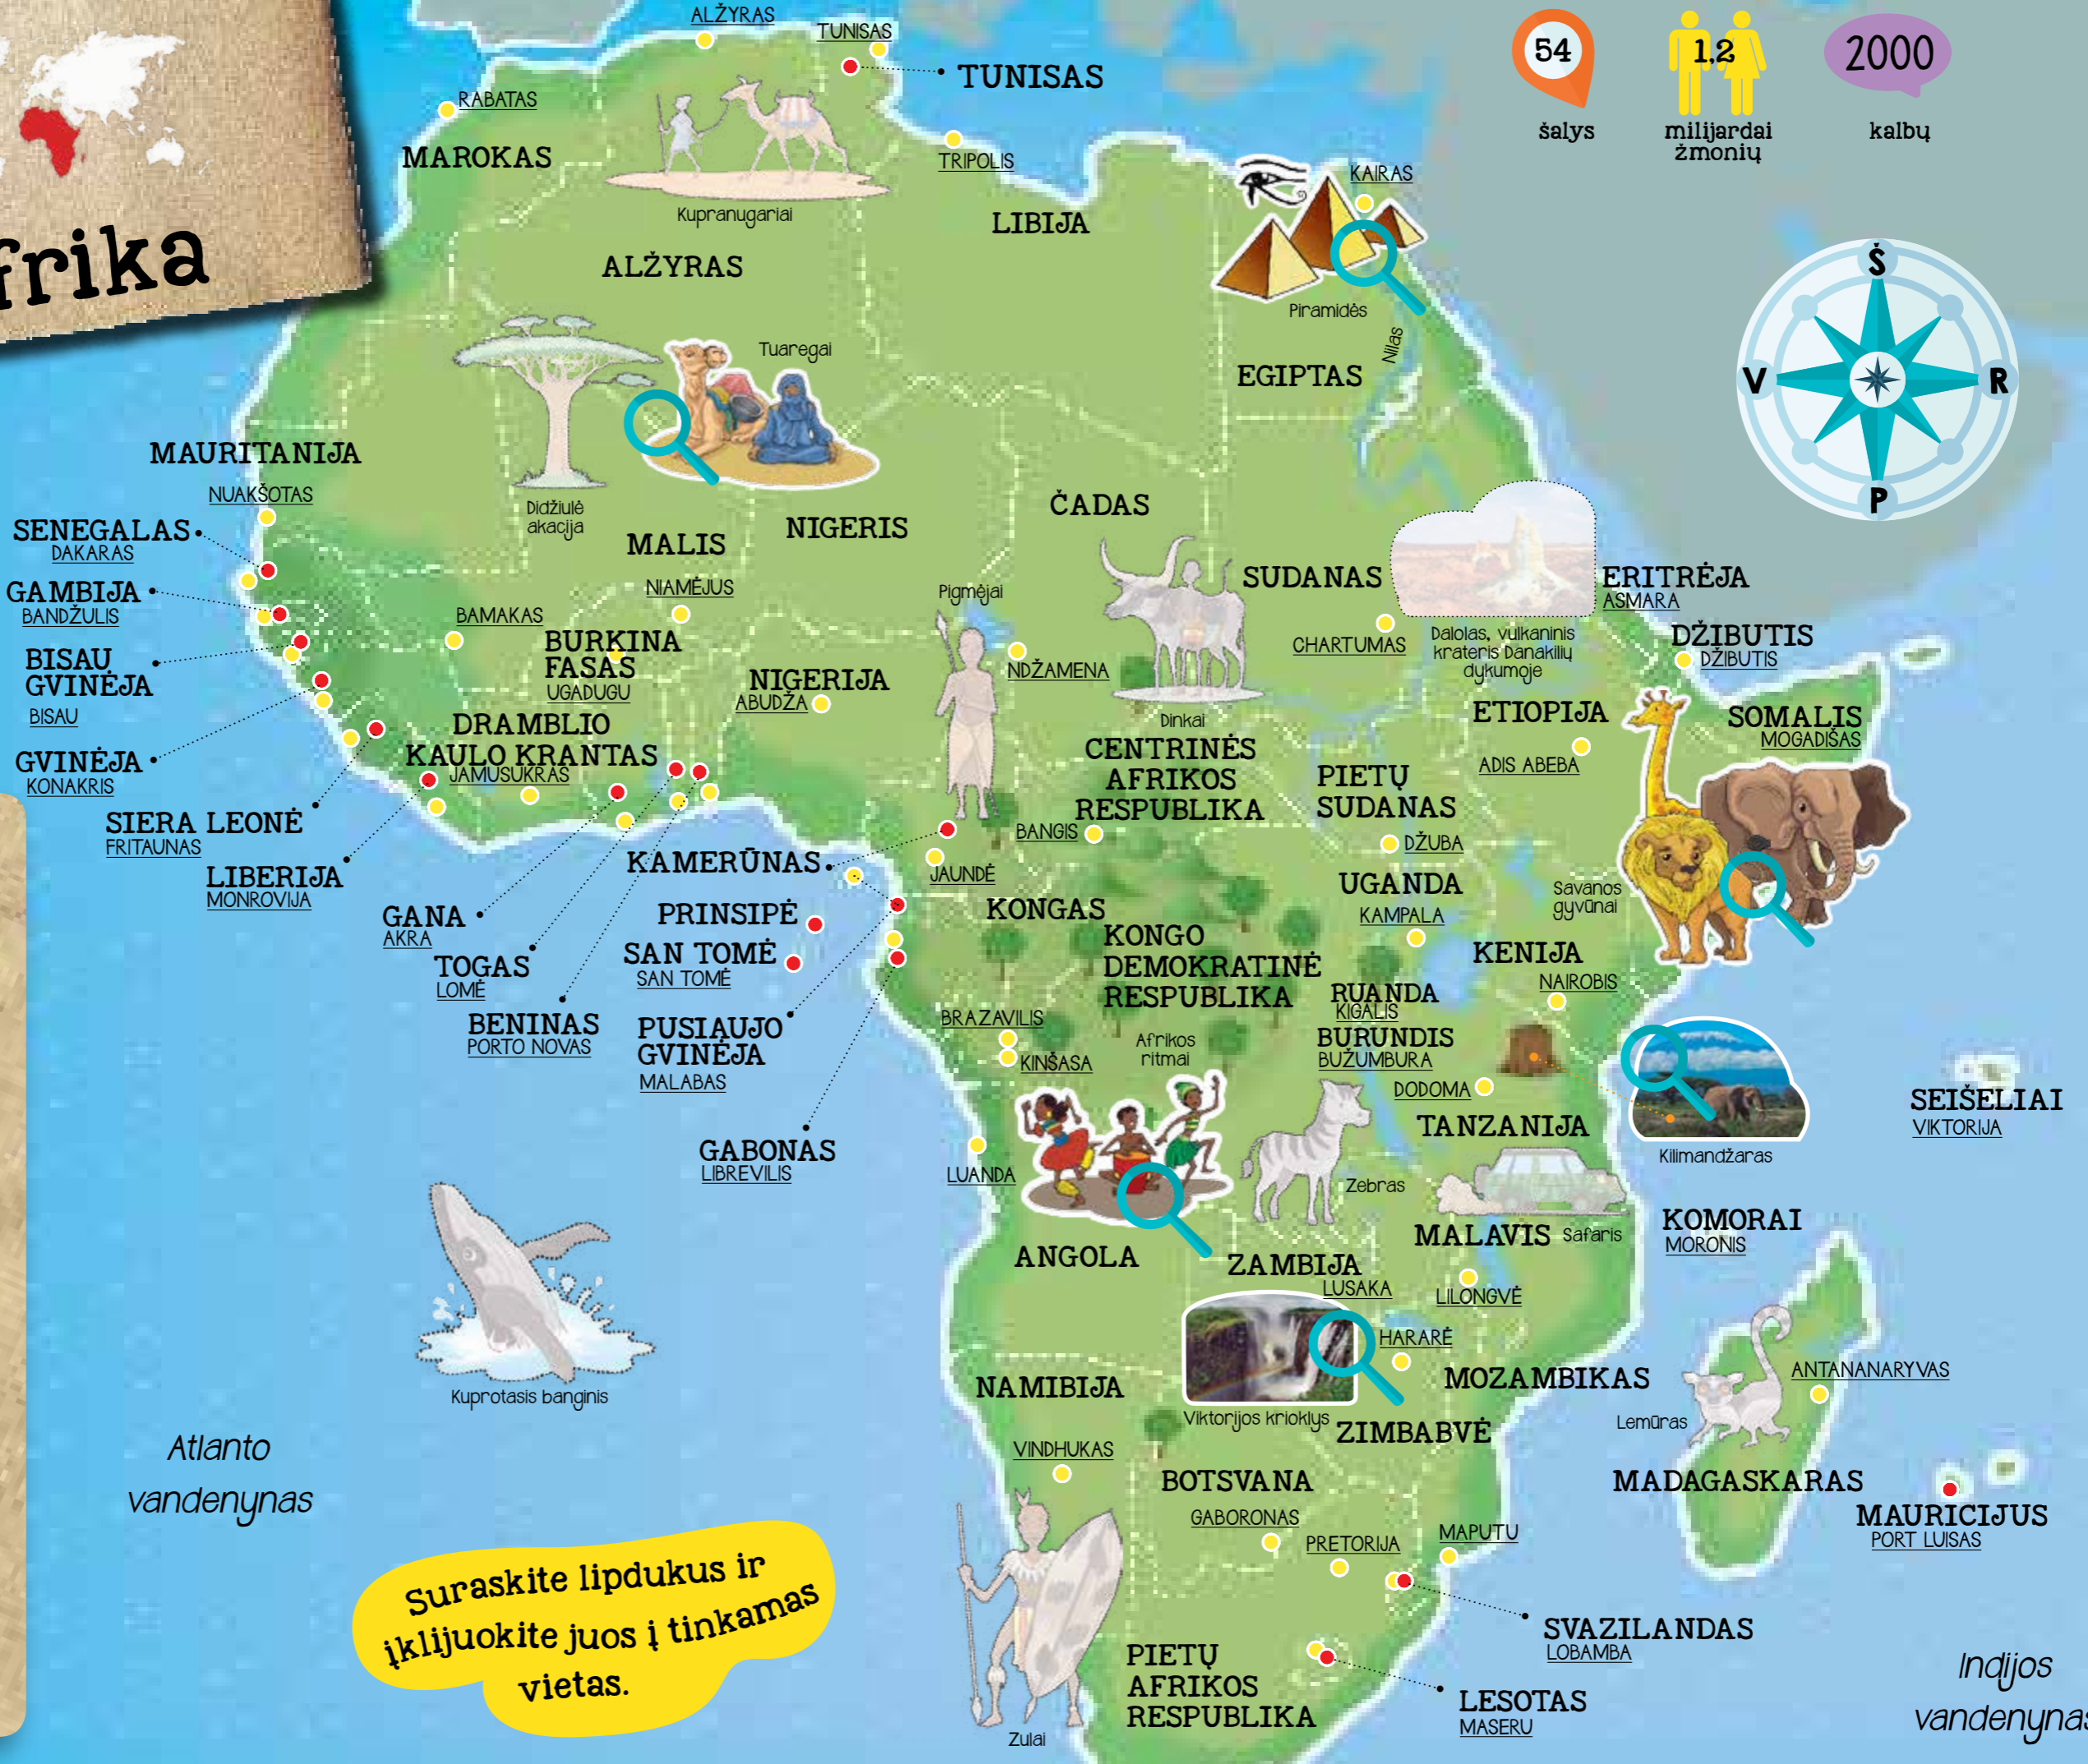 frika
54
šalys
1,2
milijardai
žmonių
2000
kalbų
Š
V
R
P
ALŽYRAS
TUNISAS
TUNISAS
RABATAS
MAROKAS
TRIPOLIS
Kupranugariai
LIBIJA
KAIRAS
ALŽYRAS
Piramidės
Nilas
EGIPTAS
Tuaregai
MAURITANIJA
NUAKŠOTAS
Didžiulė
akacija
MALIS
NIGERIS
ČADAS
SENEGALAS
DAKARAS
GAMBIJA
BANDŽULIS
BISAU
GVINĖJA
BISAU
GVINĖJA
KONAKRIS
SIERA LEONĖ
FRITAUNAS
LIBERIJA
MONROVIJA
BAMAKAS
NIAMĖJUS
BURKINA
FASAS
UGADUGU
DRAMBLIO
KAULO KRANTAS
JAMUSUKRAS
NIGERIJA
ABUDŽA
Pigmėjai
NDŽAMENA
Dinkai
SUDANAS
CHARTUMAS
Dalolas, vulkaninis
krateris Danakilių
dykumoje
ERITRĖJA
ASMARA
DŽIBUTIS
DŽIBUTIS
ETIOPIJA
ADIS ABEBA
SOMALIS
MOGADIŠAS
CENTRINĖS
AFRIKOS
RESPUBLIKA
BANGIS
PIETŲ
SUDANAS
DŽUBA
KAMERŪNAS
JAUNDĖ
GANA
AKRA
TOGAS
LOMĖ
BENINAS
PORTO NOVAS
PRINSIPĖ
SAN TOMĖ
SAN TOMĖ
PUSIAUJO
GVINĖJA
MALABAS
GABONAS
LIBREVILIS
KONGAS
BRAZAVILIS
KONGO
DEMOKRATINĖ
RESPUBLIKA
KINŠASA
UGANDA
KAMPALA
Savanos
gyvūnai
KENIJA
NAIROBIS
RUANDA
KIGALIS
BURUNDIS
BUŽUMBURA
Afrikos
ritmai
DODOMA
TANZANIJA
Kilimandžaras
SEIŠELIAI
VIKTORIJA
LUANDA
ANGOLA
Zebras
Safaris
MALAVIS
LILONGVĖ
KOMORAI
MORONIS
ZAMBIJA
LUSAKA
HARARĖ
Viktorijos krioklys
ZIMBABVĖ
MOZAMBIKAS
Kuprotasis banginis
NAMIBIJA
VINDHUKAS
BOTSVANA
GABORONAS
PRETORIJA
MAPUTU
Lemūras
ANTANANARYVAS
MADAGASKARAS
MAURICIJUS
PORT LUISAS
SVAZILANDAS
LOBAMBA
LESOTAS
MASERU
PIETŲ
AFRIKOS
RESPUBLIKA
Zulai
Atlanto
vandenynas
Indijos
vandenynas
Suraskite lipdukus ir
įklijuokite juos į tinkamas
vietas.